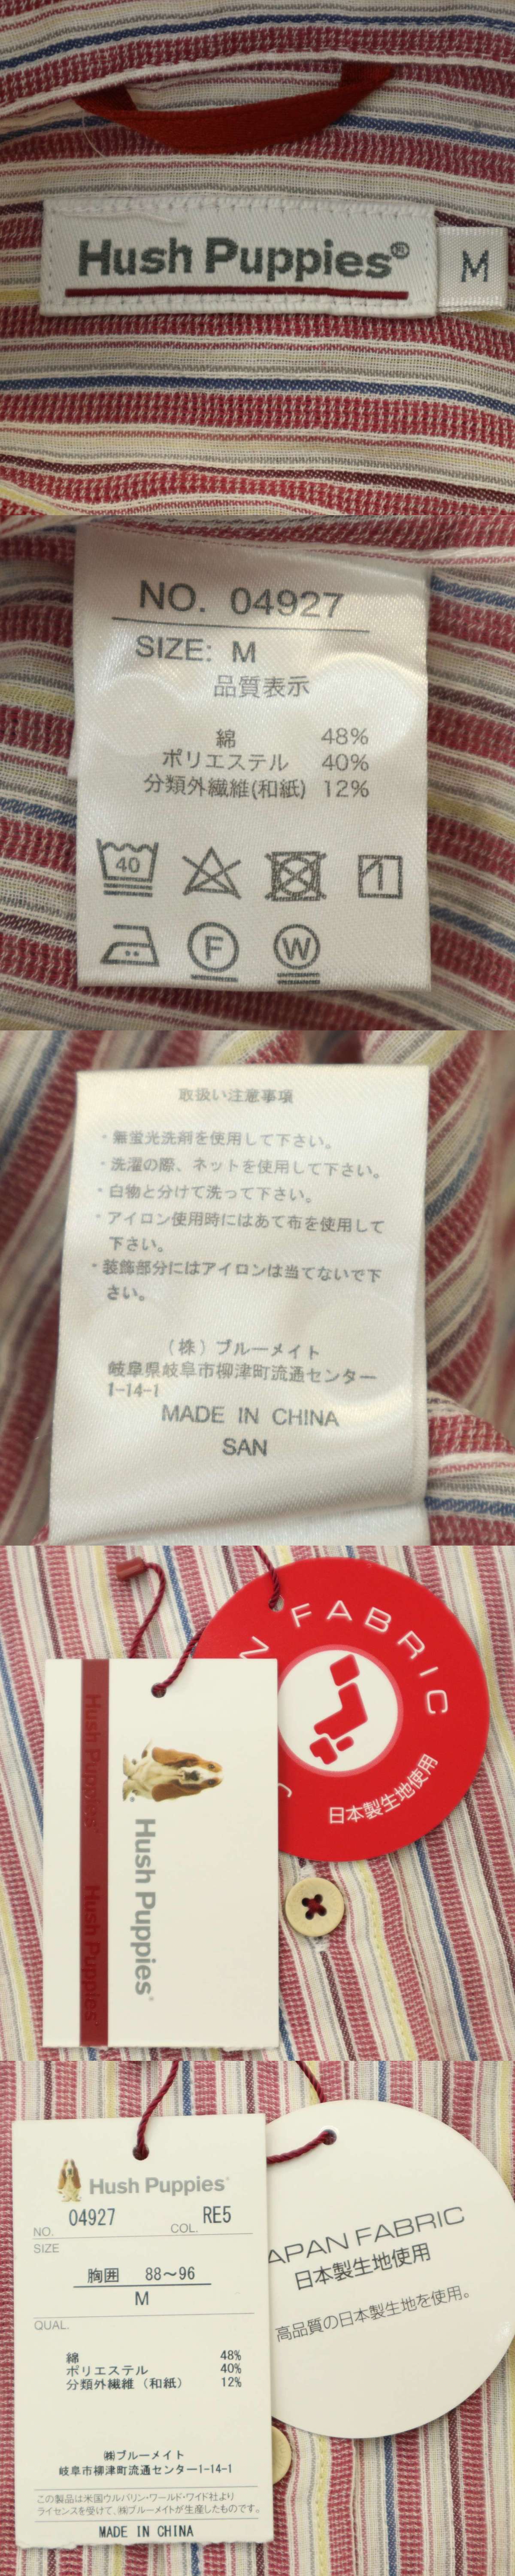 Hush Puppies®
M
NO. 04927
SIZE: M
品質表示
綿 48%
ポリエステル 40%
分類外繊維(和紙) 12%
40
F
W
取扱い注意事項
・無蛍光洗剤を使用して下さい。
・洗濯の際、ネットを使用して下さい。
・白物と分けて洗って下さい。
・アイロン使用時にはあて布を使用して
下さい。
・装飾部分にはアイロンは当てないで下
さい。
(株)ブルーメイト
岐阜県岐阜市柳津町流通センター
1-14-1
MADE IN CHINA
SAN
N FABRIC
日本製生地使用
Hush Puppies
Hush Puppies
Hush Puppies®
Hush Puppies®
NO. 04927 COL. RE5
SIZE
胸囲 88〜96
M
QUAL.
綿 48%
ポリエステル 40%
分類外繊維(和紙) 12%
㈱ブルーメイト
岐阜市柳津町流通センター1-14-1
この製品は米国ウルバリン・ワールド・ワイド社より
ライセンスを受けて、㈱ブルーメイトが生産したものです。
MADE IN CHINA
APAN FABRIC
日本製生地使用
高品質の日本製生地を使用。